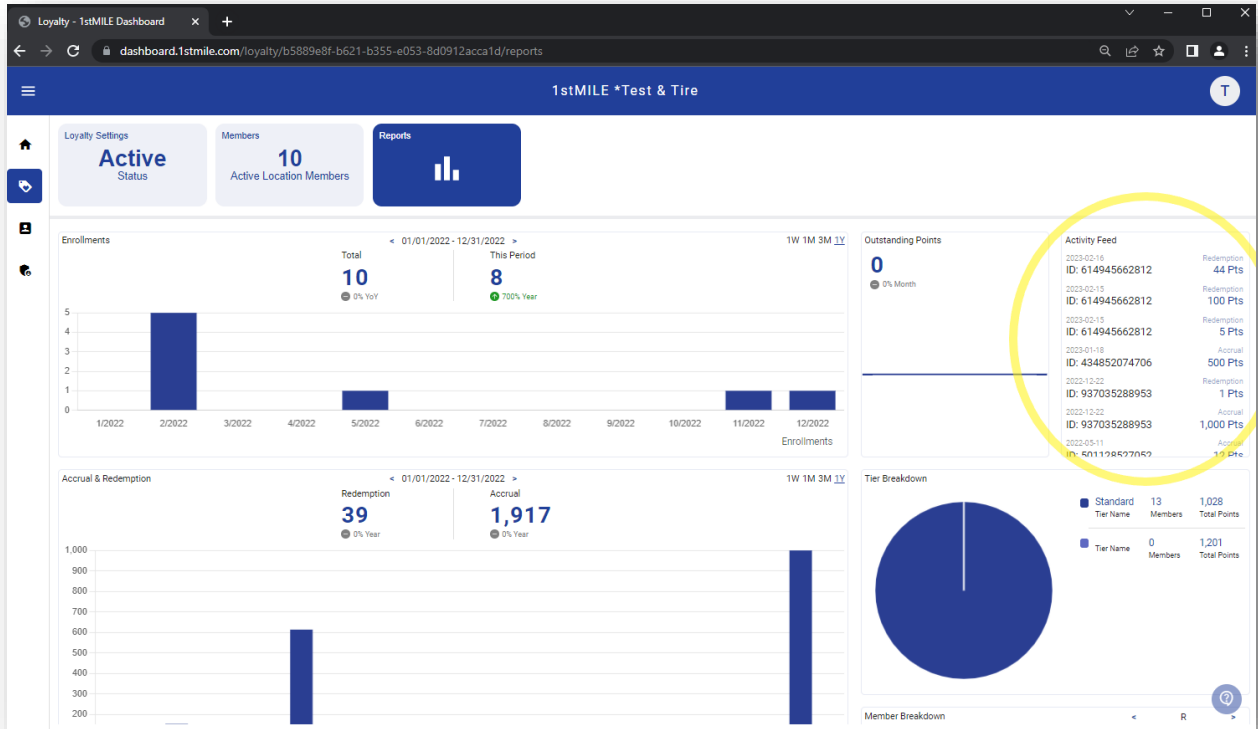 Loyalty - 1stMILE Dashboard
dashboard.1stmile.com/loyalty/b5889e8f-b621-b355-e053-8d0912acca1d/reports
1stMILE *Test & Tire
T
Loyalty Settings
Active
Status
Members
10
Active Location Members
Reports
Enrollments
< 01/01/2022 - 12/31/2022 >
1W 1M 3M 1Y
Total
This Period
10
8
0% YoY
700% Year
5
4
3
2
1
0
1/2022 2/2022 3/2022 4/2022 5/2022 6/2022 7/2022 8/2022 9/2022 10/2022 11/2022 12/2022
Enrollments
Outstanding Points
0
0% Month
Activity Feed
2023-02-16 Redemption
ID: 614945662812 44 Pts
2023-02-15 Redemption
ID: 614945662812 100 Pts
2023-02-15 Redemption
ID: 614945662812 5 Pts
2023-01-18 Accrual
ID: 434852074706 500 Pts
2022-12-22 Redemption
ID: 937035288953 1 Pts
2022-12-22 Accrual
ID: 937035288953 1,000 Pts
2022-05-11 Accrual
ID: 501128527052 12 Pts
Accrual & Redemption
< 01/01/2022 - 12/31/2022 >
1W 1M 3M 1Y
Redemption
Accrual
39
1,917
0% Year
0% Year
1,000
900
800
700
600
500
400
300
200
Tier Breakdown
Standard 13 1,028
Tier Name Members Total Points
0 1,201
Tier Name Members Total Points
Member Breakdown
< R >